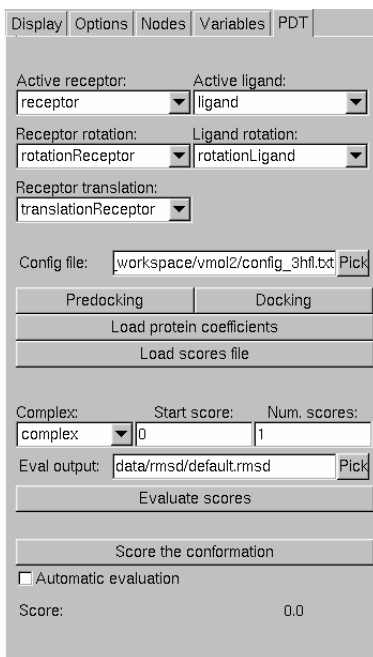 Display Options Nodes Variables PDT
Active receptor: Active ligand:
receptor ligand
Receptor rotation: Ligand rotation:
rotationReceptor rotationLigand
Receptor translation:
translationReceptor
Config file: workspace/vmol2/config_3hfl.txt Pick
Predocking Docking
Load protein coefficients
Load scores file
Complex: Start score: Num. scores:
complex 0 1
Eval output: data/rmsd/default.rmsd Pick
Evaluate scores
Score the conformation
Automatic evaluation
Score: 0.0